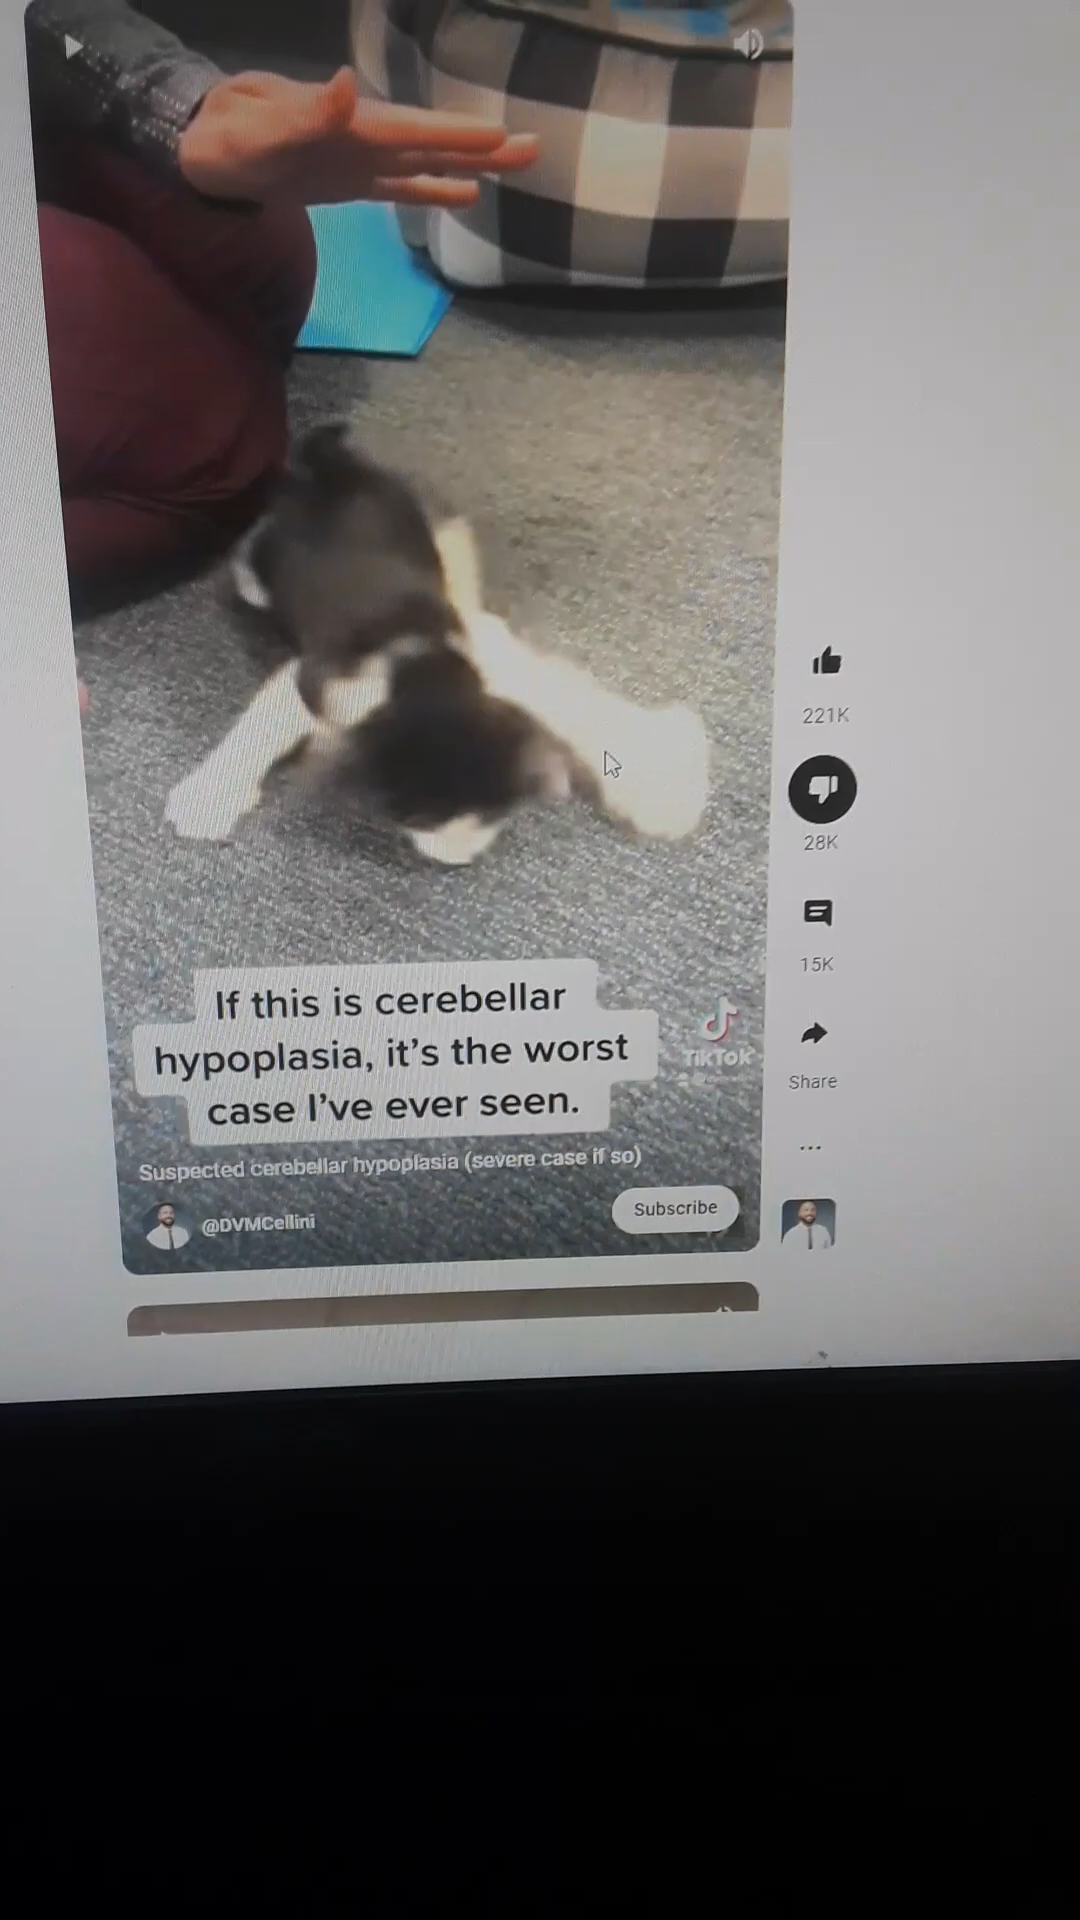 If this is cerebellar
hypoplasia, it's the worst
case I've ever seen.
TikTok
Suspected cerebellar hypoplasia (severe case if so)
@DVMCellini
Subscribe
221K
28K
15K
Share